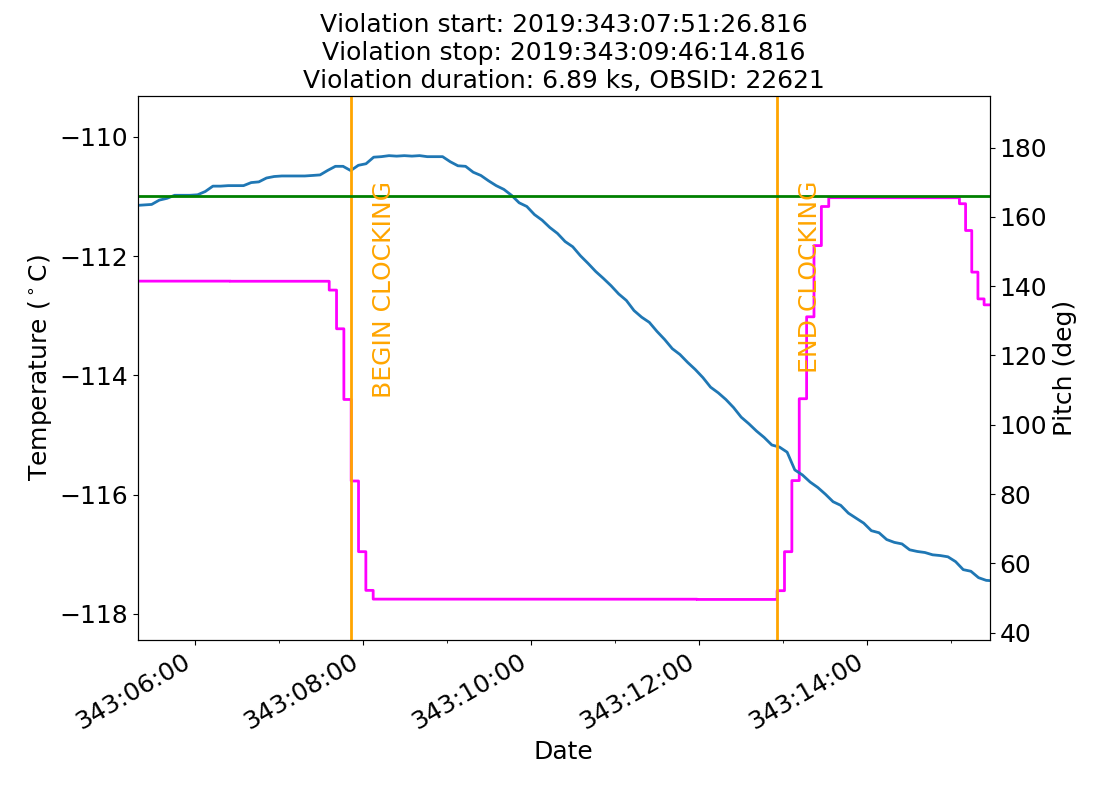 Violation start: 2019:343:07:51:26.816
Violation stop: 2019:343:09:46:14.816
Violation duration: 6.89 ks, OBSID: 22621
−110
−112
−114
−116
−118
Temperature (°C)
BEGIN CLOCKING
END CLOCKING
180
160
140
120
100
80
60
40
Pitch (deg)
343:06:00
343:08:00
343:10:00
343:12:00
343:14:00
Date